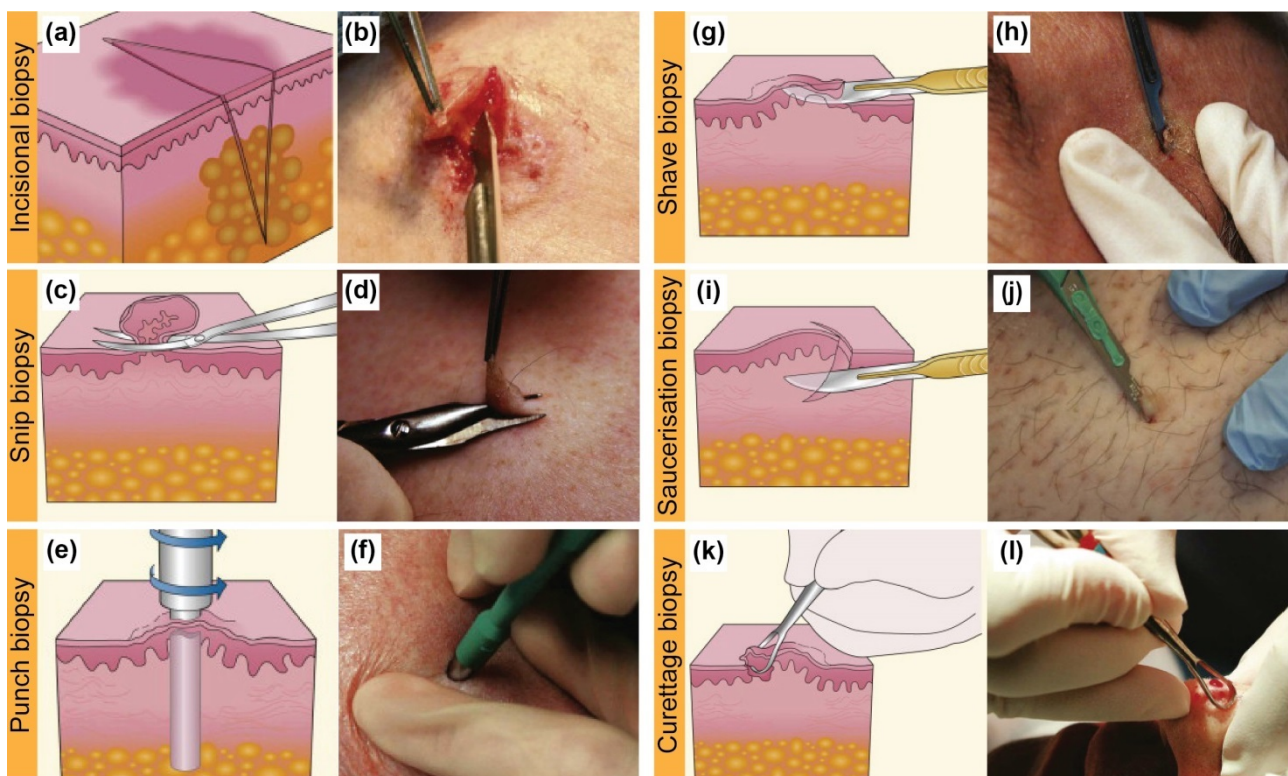 Incisional biopsy
(a)
(b)
Snip biopsy
(c)
(d)
Punch biopsy
(e)
(f)
Shave biopsy
(g)
(h)
Saucerisation biopsy
(i)
(j)
Curettage biopsy
(k)
(l)